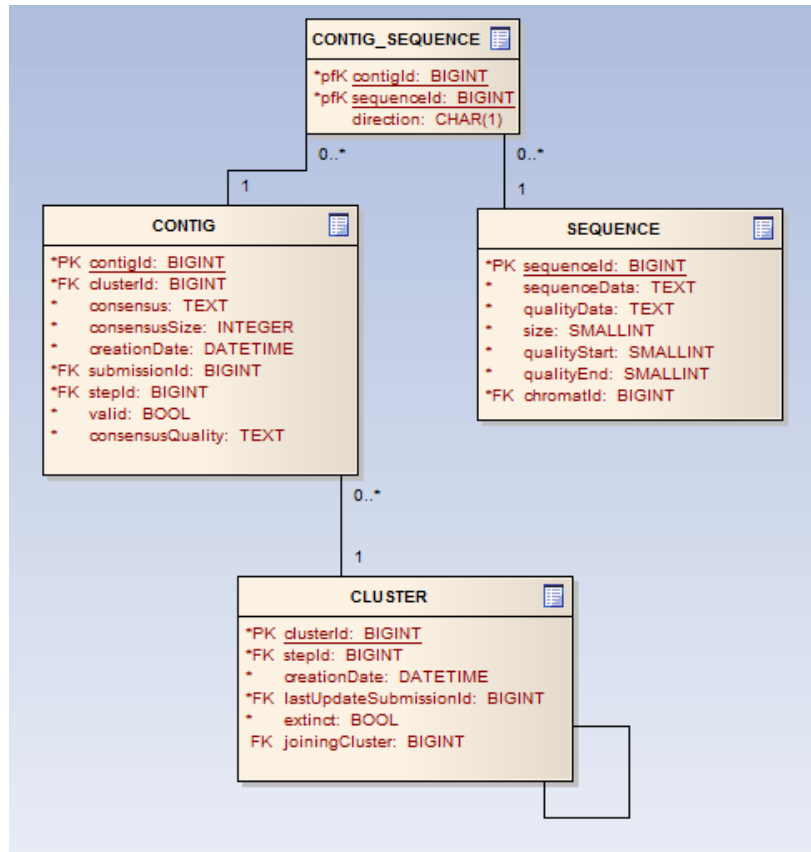 CONTIG_SEQUENCE
*pfK contigId: BIGINT
*pfK sequenceId: BIGINT
direction: CHAR(1)
0..*
0..*
1
1
CONTIG
*PK contigId: BIGINT
*FK clusterId: BIGINT
* consensus: TEXT
* consensusSize: INTEGER
* creationDate: DATETIME
*FK submissionId: BIGINT
*FK stepId: BIGINT
* valid: BOOL
* consensusQuality: TEXT
SEQUENCE
*PK sequenceId: BIGINT
* sequenceData: TEXT
* qualityData: TEXT
* size: SMALLINT
* qualityStart: SMALLINT
* qualityEnd: SMALLINT
*FK chromatId: BIGINT
0..*
1
CLUSTER
*PK clusterId: BIGINT
*FK stepId: BIGINT
* creationDate: DATETIME
*FK lastUpdateSubmissionId: BIGINT
* extinct: BOOL
FK joiningCluster: BIGINT